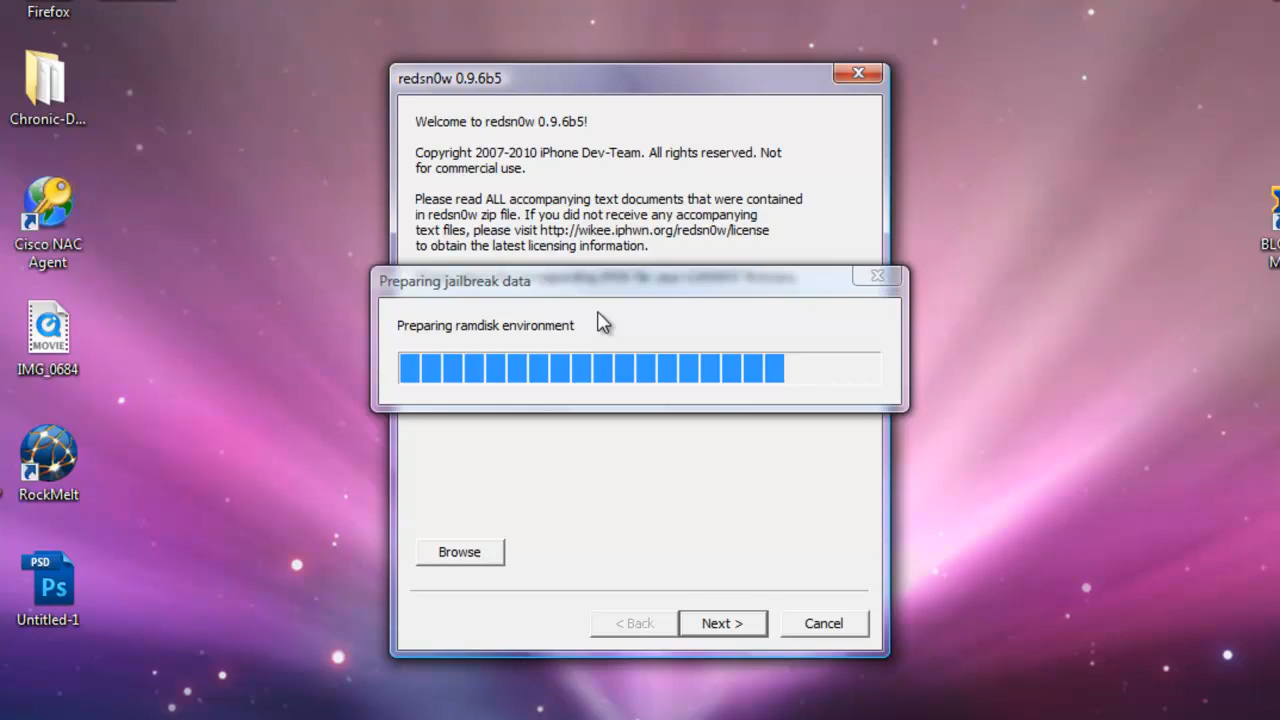 Firefox
Chronic-D...
Cisco NAC
Agent
MOVIE
IMG_0684
RockMelt
PSD
Ps
Untitled-1
redsn0w 0.9.6b5
Welcome to redsn0w 0.9.6b5!
Copyright 2007-2010 iPhone Dev-Team. All rights reserved. Not
for commercial use.
Please read ALL accompanying text documents that were contained
in redsn0w zip file. If you did not receive any accompanying
text files, please visit http://wikee.iphwn.org/redsn0w/license
to obtain the latest licensing information.
Preparing jailbreak data
Preparing ramdisk environment
Browse
< Back
Next >
Cancel